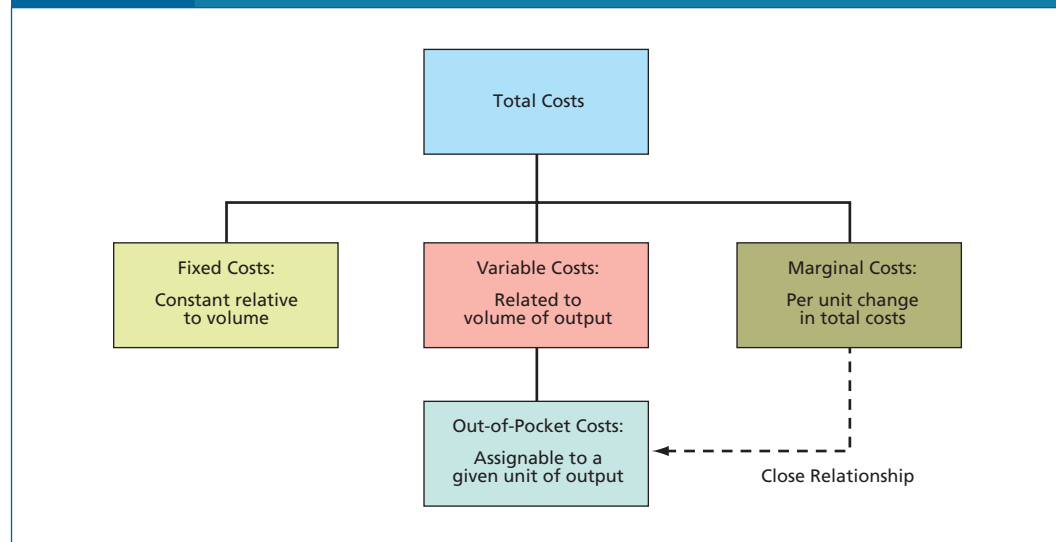 Total Costs
Fixed Costs:
Constant relative
to volume
Variable Costs:
Related to
volume of output
Marginal Costs:
Per unit change
in total costs
Out-of-Pocket Costs:
Assignable to a
given unit of output
Close Relationship